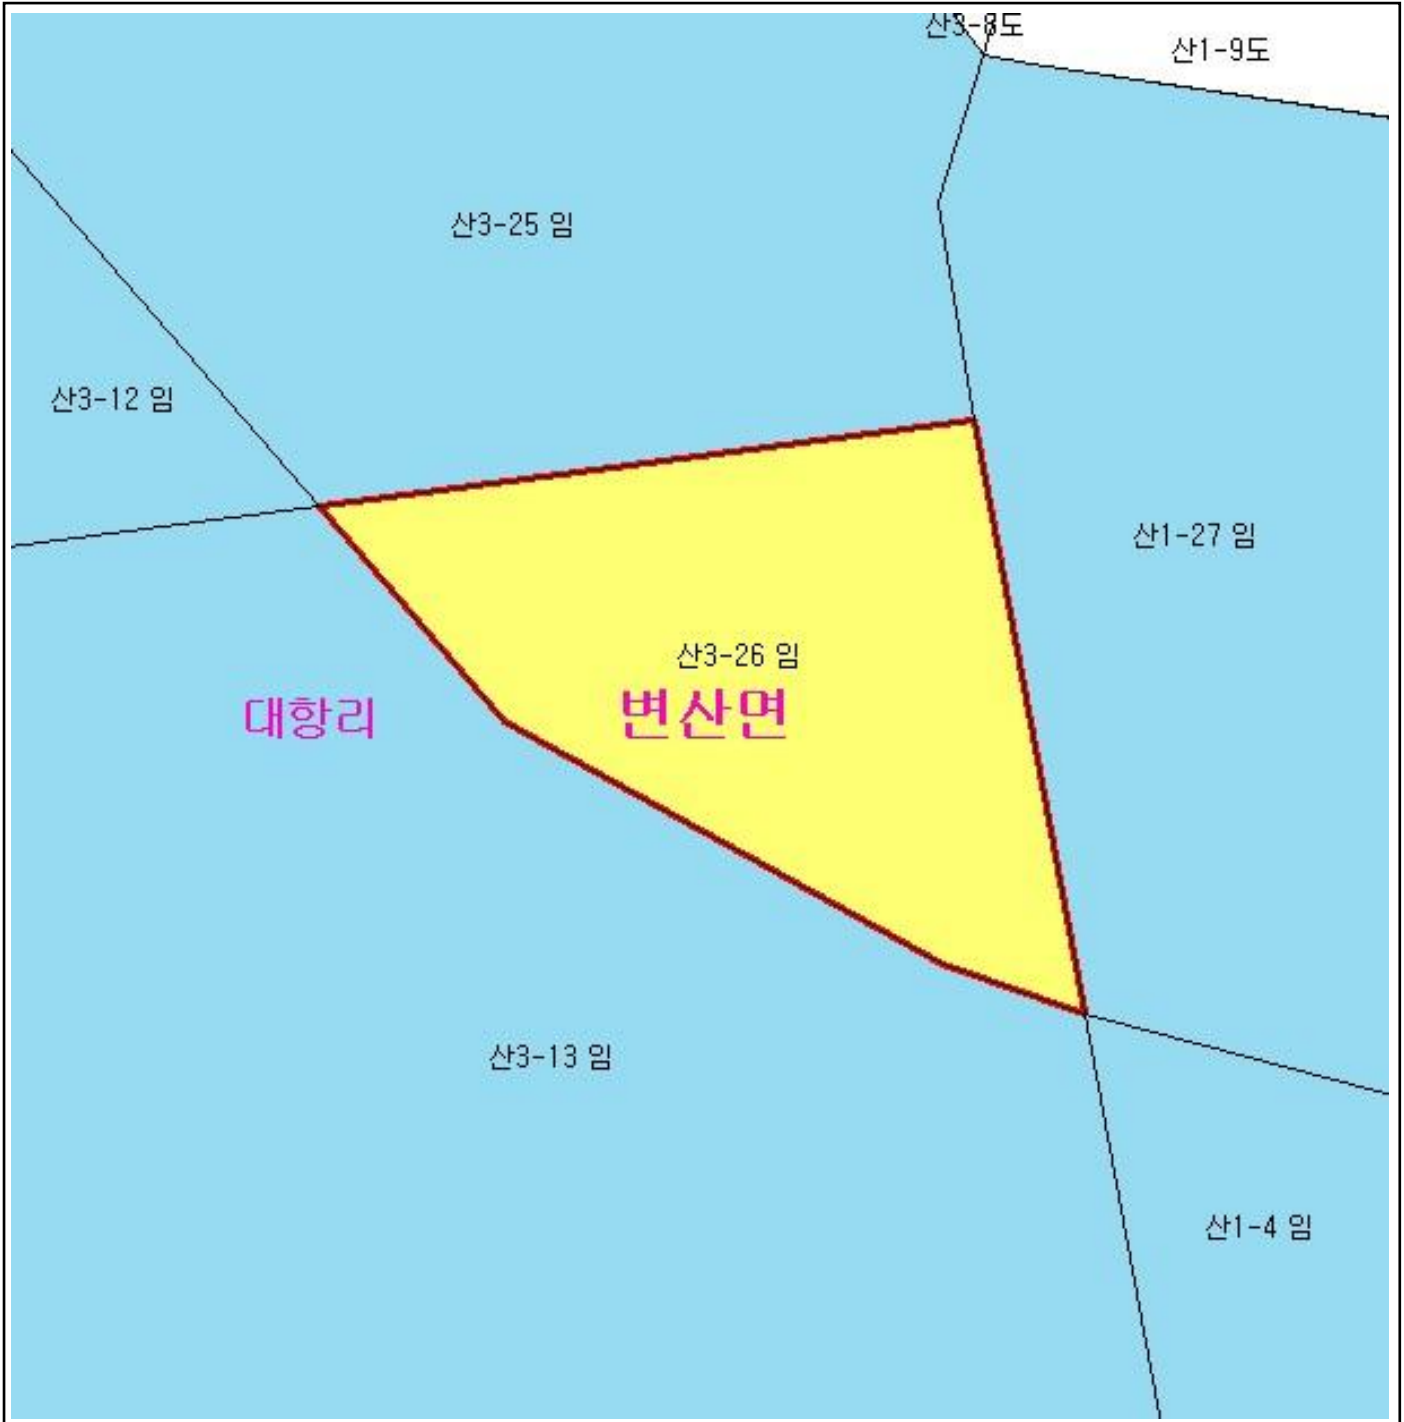 산3-8도
산1-9도
산3-25 임
산3-12 임
산1-27 임
산3-26 임
대항리
변산면
산3-13 임
산1-4 임